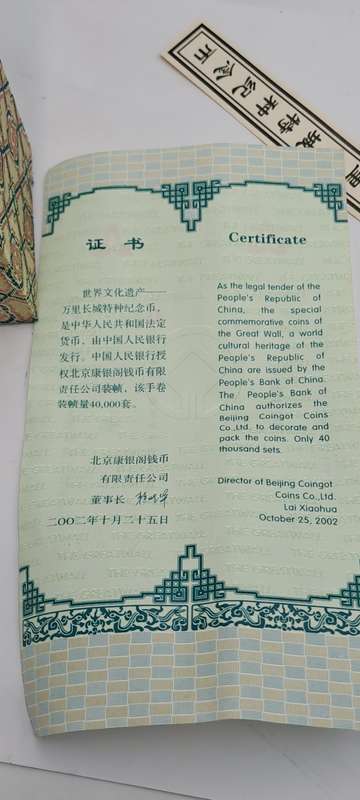 证书
世界文化遗产——
万里长城特种纪念币，
是中华人民共和国法定
货币，由中国人民银行
发行。中国人民银行授
权北京康银阁钱币有限
责任公司装帧，该手卷
装帧量40,000套。
北京康银阁钱币
有限责任公司
董事长
二〇〇二年十月二十五日
Certificate
As the legal tender of the
People's Republic of
China, the special
commemorative coins of
the Great Wall, a world
cultural heritage of the
People's Republic of
China are issued by the
People's Bank of China.
The People's Bank of
China authorizes the
Beijing Coingot Coins
Co.,Ltd. to decorate and
pack the coins. Only 40
thousand sets.
Director of Beijing Coingot
Coins Co.,Ltd.
Lai Xiaohua
October 25, 2002